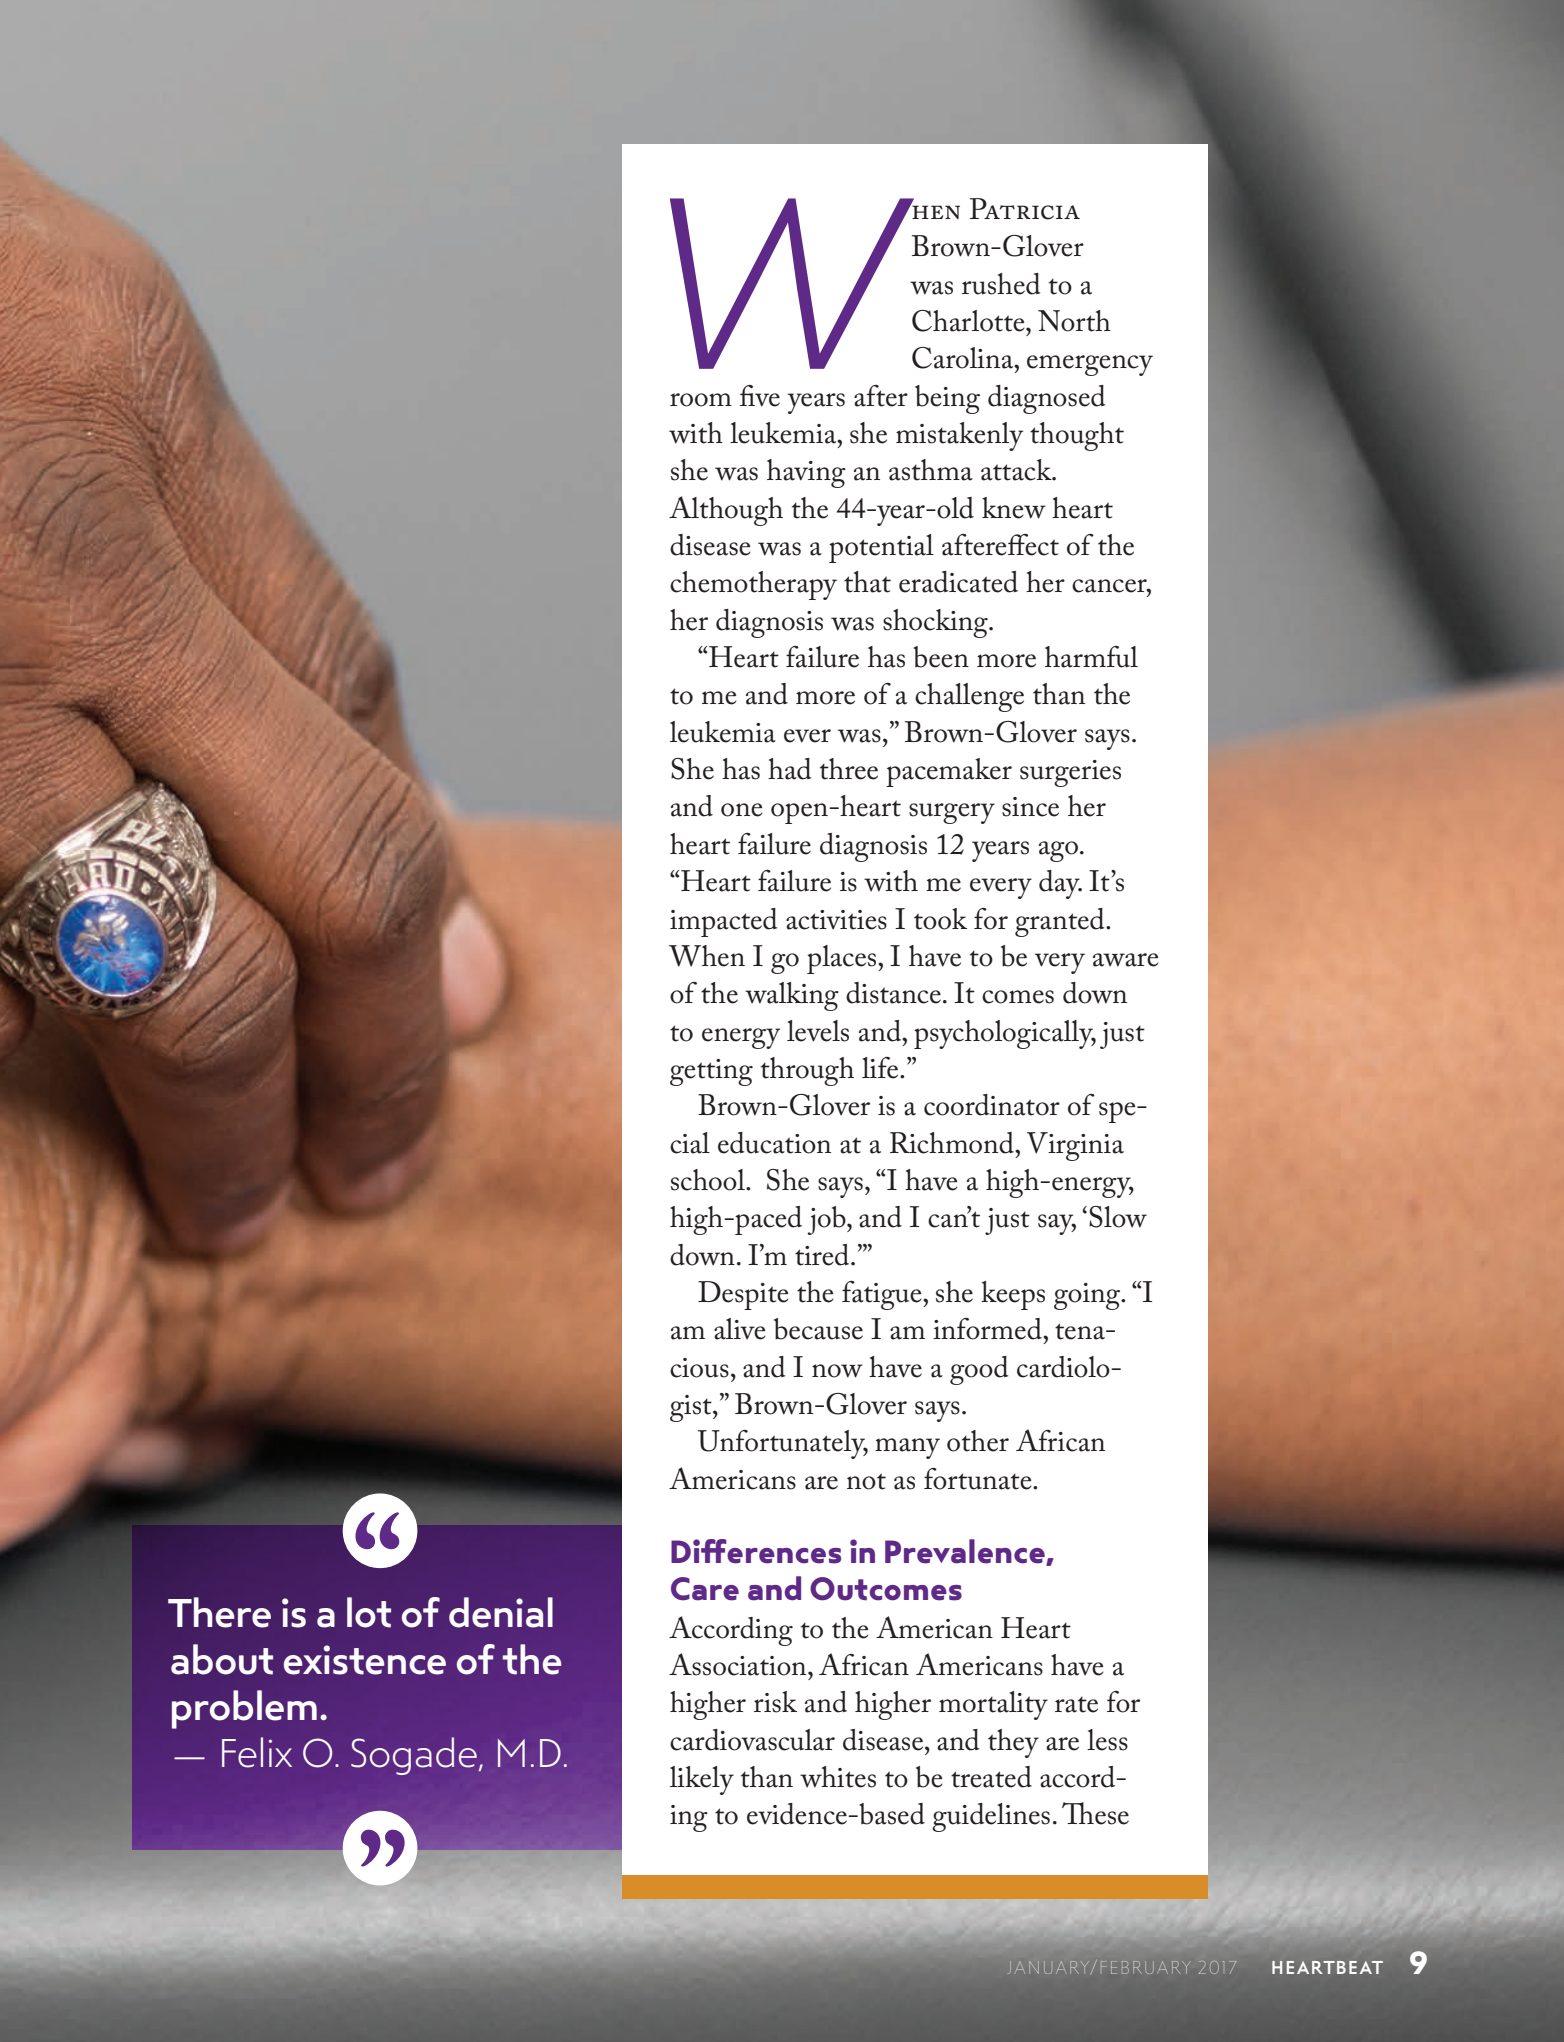 WHEN PATRICIA
Brown-Glover
was rushed to a
Charlotte, North
Carolina, emergency
room five years after being diagnosed
with leukemia, she mistakenly thought
she was having an asthma attack.
Although the 44-year-old knew heart
disease was a potential aftereffect of the
chemotherapy that eradicated her cancer,
her diagnosis was shocking.
“Heart failure has been more harmful
to me and more of a challenge than the
leukemia ever was,” Brown-Glover says.
She has had three pacemaker surgeries
and one open-heart surgery since her
heart failure diagnosis 12 years ago.
“Heart failure is with me every day. It’s
impacted activities I took for granted.
When I go places, I have to be very aware
of the walking distance. It comes down
to energy levels and, psychologically, just
getting through life.”
Brown-Glover is a coordinator of spe-
cial education at a Richmond, Virginia
school.  She says, “I have a high-energy,
high-paced job, and I can’t just say, ‘Slow
down. I’m tired.’”
Despite the fatigue, she keeps going. “I
am alive because I am informed, tena-
cious, and I now have a good cardiolo-
gist,” Brown-Glover says.
Unfortunately, many other African
Americans are not as fortunate.
Differences in Prevalence,
Care and Outcomes
According to the American Heart
Association, African Americans have a
higher risk and higher mortality rate for
cardiovascular disease, and they are less
likely than whites to be treated accord-
ing to evidence-based guidelines. These
“
There is a lot of denial
about existence of the
problem.
— Felix O. Sogade, M.D.
”
JANUARY/FEBRUARY 2017 HEARTBEAT 9